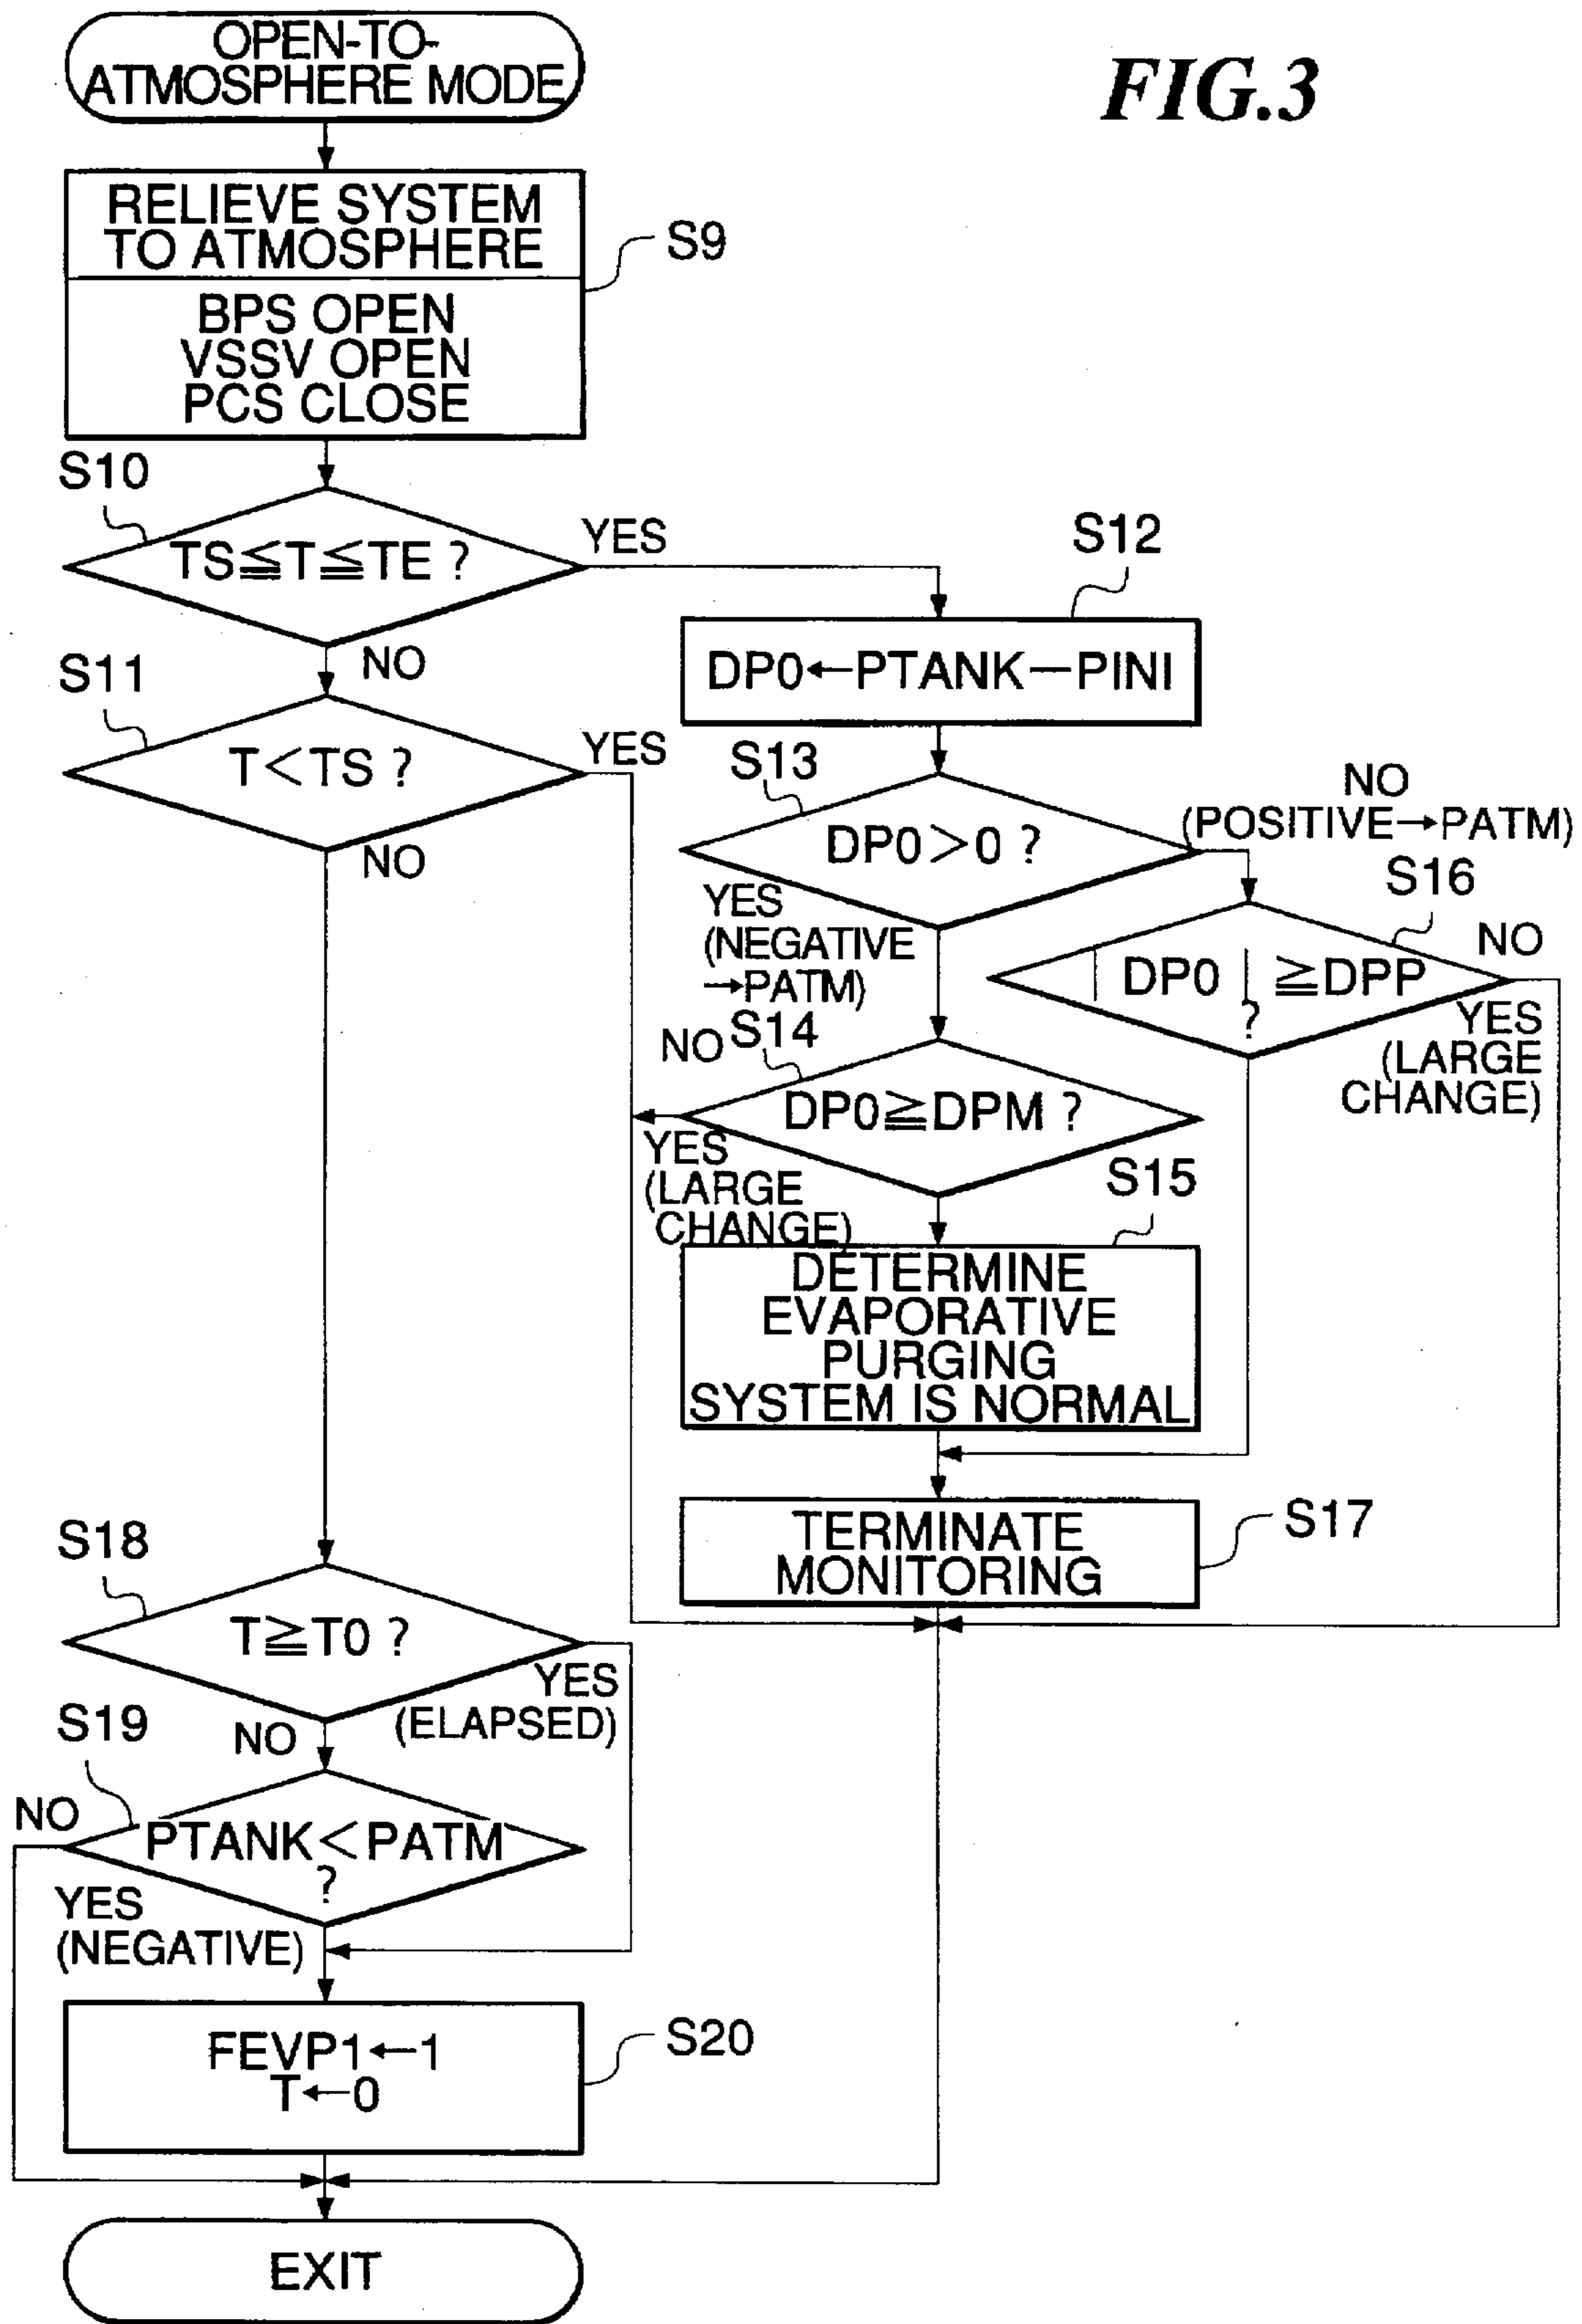 OPEN-TO-
ATMOSPHERE MODE
FIG.3
RELIEVE SYSTEM
TO ATMOSPHERE
S9
BPS OPEN
VSSV OPEN
PCS CLOSE
S10
TS≦T≦TE ?
YES
NO
S12
DP0←PTANK−PINI
S11
T<TS ?
YES
NO
S13
DP0>0 ?
NO
(POSITIVE→PATM)
YES
(NEGATIVE
→PATM)
S16
| DP0 | ≧DPP
?
NO
YES
(LARGE
CHANGE)
S14
NO
DP0≧DPM ?
YES
(LARGE
CHANGE)
S15
DETERMINE
EVAPORATIVE
PURGING
SYSTEM IS NORMAL
TERMINATE
MONITORING
S17
S18
T≧T0 ?
YES
(ELAPSED)
NO
S19
NO
PTANK<PATM
?
YES
(NEGATIVE)
FEVP1←1
T←0
S20
EXIT